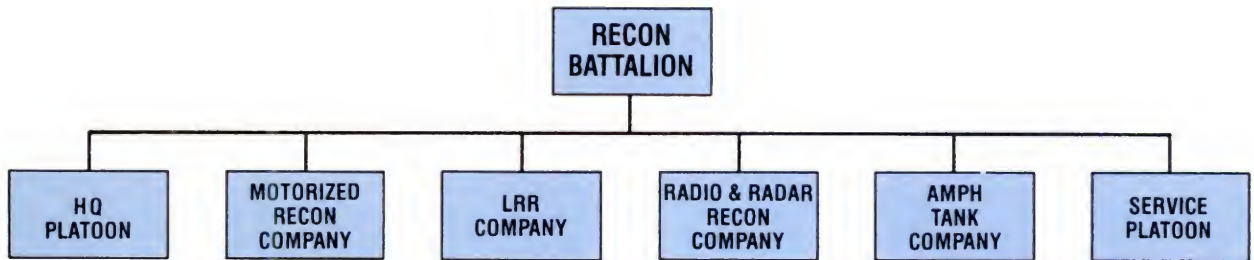 RECON
BATTALION
HQ
PLATOON
MOTORIZED
RECON
COMPANY
LRR
COMPANY
RADIO & RADAR
RECON
COMPANY
AMPH
TANK
COMPANY
SERVICE
PLATOON